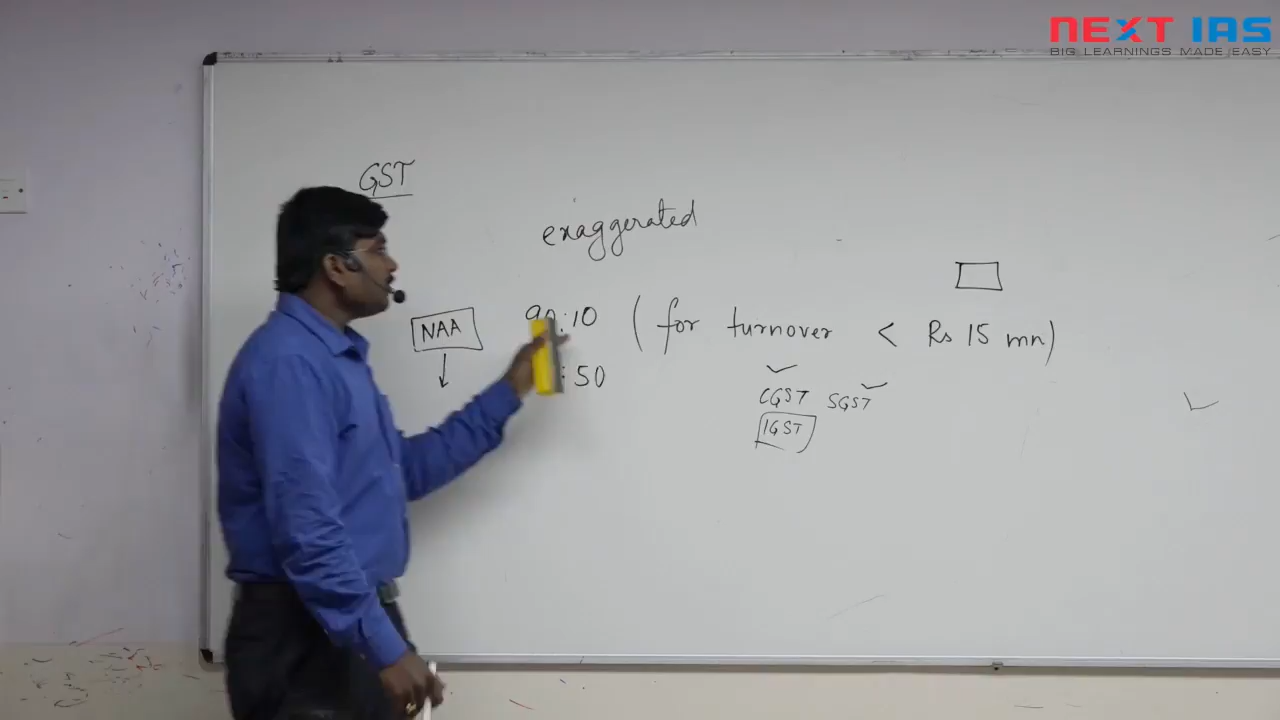 NEXT IAS
BIG LEARNINGS MADE EASY
GST
exaggerated
NAA
90:10 (for turnover < Rs 15 mn)
: 50
CGST SGST
IGST